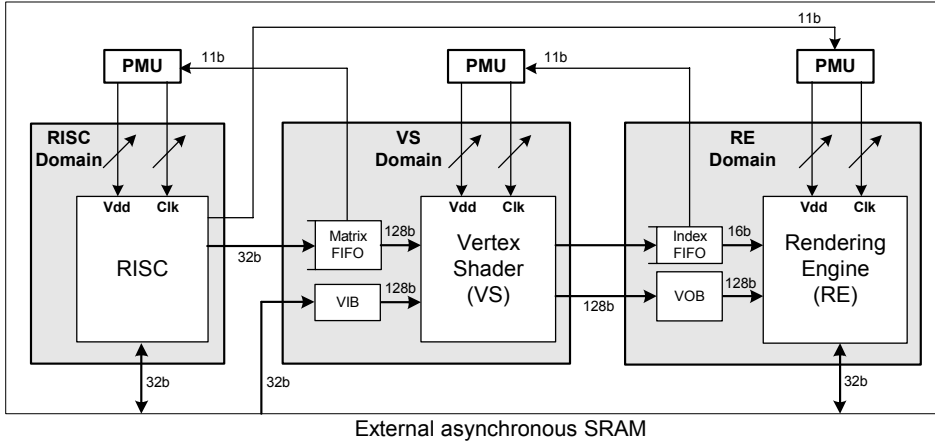 11b
11b
11b
PMU
PMU
PMU
RISC
Domain
VS
Domain
RE
Domain
Vdd
Clk
Vdd
Clk
Vdd
Clk
RISC
32b
Matrix
FIFO
128b
VIB
128b
Vertex
Shader
(VS)
128b
Index
FIFO
16b
VOB
128b
Rendering
Engine
(RE)
32b
32b
32b
External asynchronous SRAM